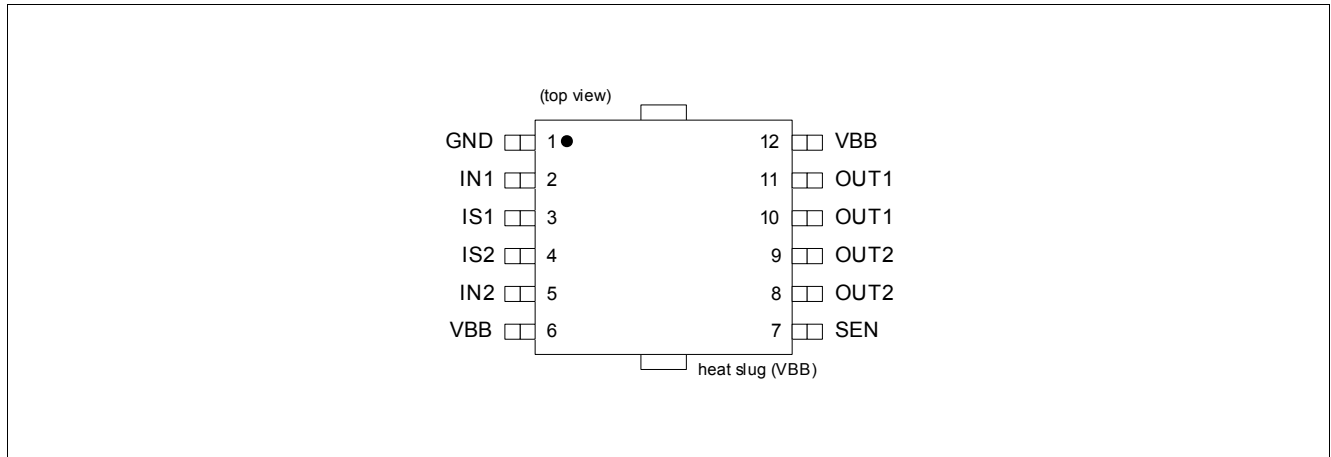 (top view)
GND 1 12 VBB
IN1 2 11 OUT1
IS1 3 10 OUT1
IS2 4 9 OUT2
IN2 5 8 OUT2
VBB 6 7 SEN
heat slug (VBB)